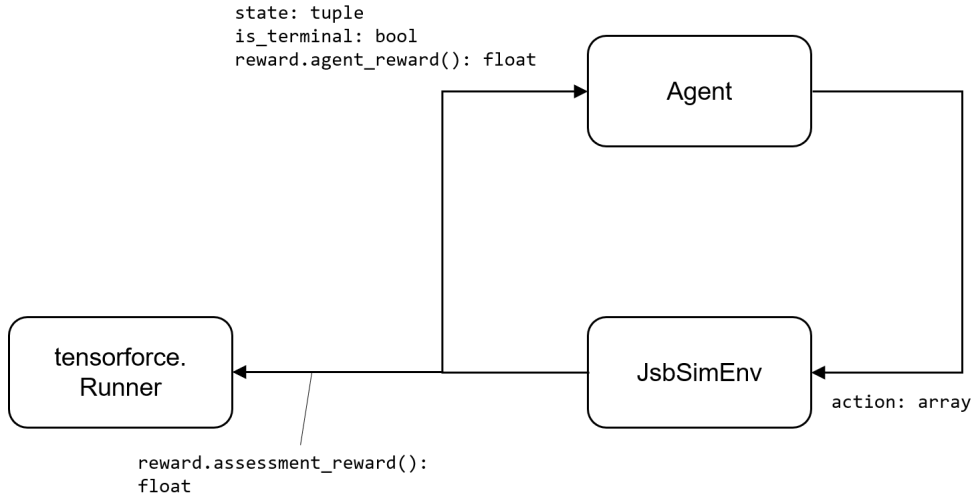 state: tuple
is_terminal: bool
reward.agent_reward(): float
Agent
tensorforce.
Runner
JsbSimEnv
action: array
reward.assessment_reward():
float